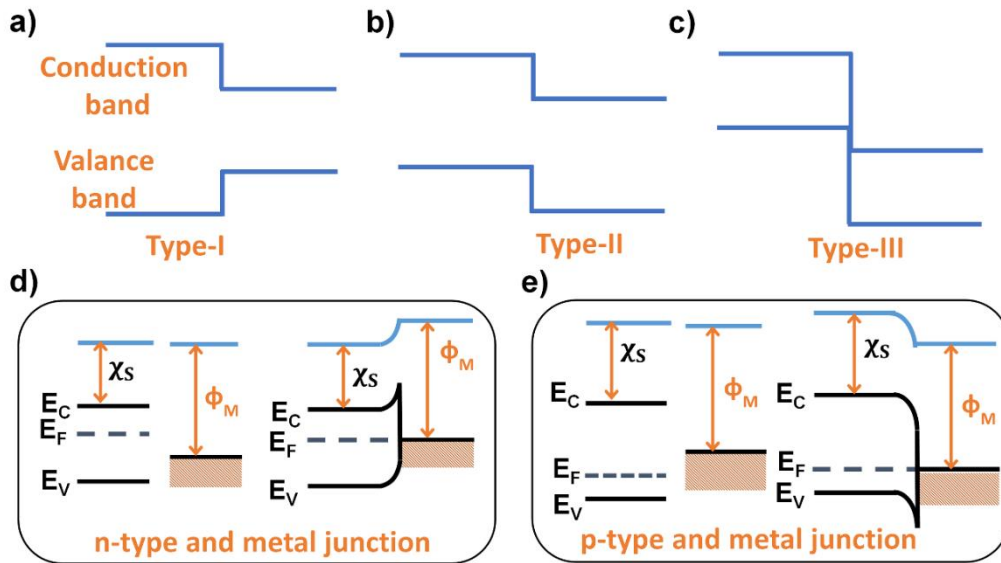 a)
b)
c)
Conduction
band
Valance
band
Type-I
Type-II
Type-III
d)
e)
χS
ΦM
EC
EF
EV
χS
ΦM
EC
EF
EV
n-type and metal junction
χS
ΦM
EC
EF
EV
χS
ΦM
EC
EF
EV
p-type and metal junction